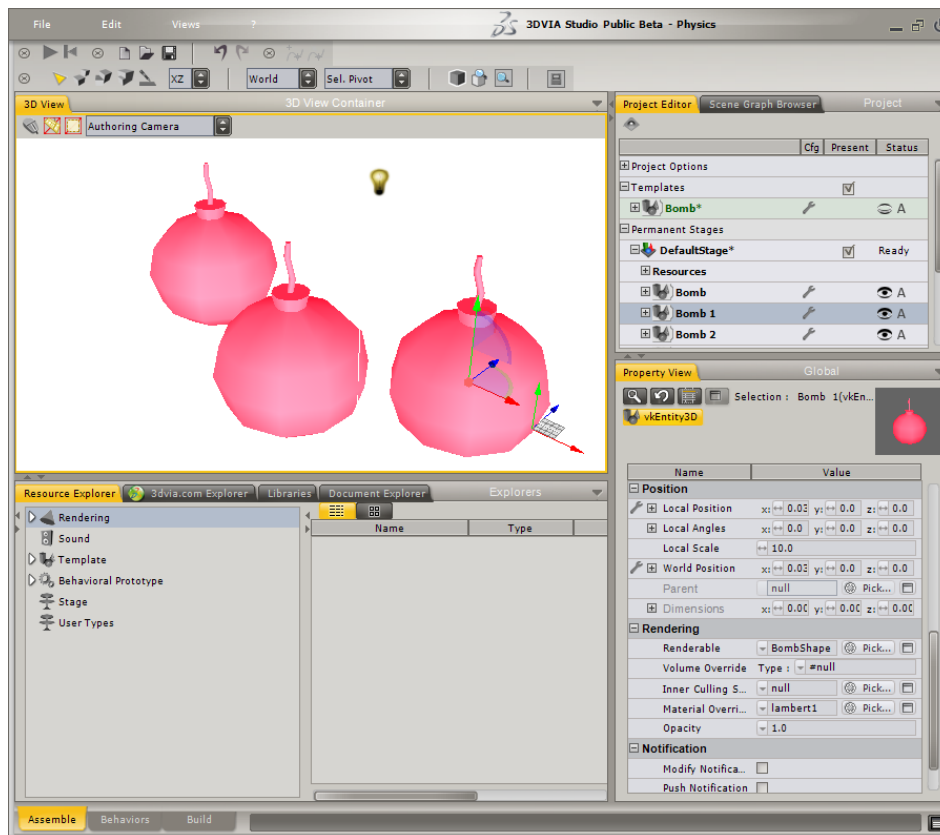 File Edit Views ? 3DVIA Studio Public Beta - Physics
XZ World Sel. Pivot
3D View 3D View Container
Authoring Camera
Project Editor Scene Graph Browser Project
Cfg Present Status
Project Options
Templates
Bomb* A
Permanent Stages
DefaultStage* Ready
Resources
Bomb A
Bomb 1 A
Bomb 2 A
Property View Global
Selection : Bomb 1(vkEn...
vkEntity3D
Name Value
Position
Local Position x: 0.03 y: 0.0 z: 0.0
Local Angles x: 0.0 y: 0.0 z: 0.0
Local Scale 10.0
World Position x: 0.03 y: 0.0 z: 0.0
Parent null Pick...
Dimensions x: 0.00 y: 0.00 z: 0.00
Rendering
Renderable BombShape Pick...
Volume Override Type : #null
Inner Culling S... null Pick...
Material Overri... lambert1 Pick...
Opacity 1.0
Notification
Modify Notifica...
Push Notification
Resource Explorer 3dvia.com Explorer Libraries Document Explorer Explorers
Rendering
Sound
Template
Behavioral Prototype
Stage
User Types
Name Type
Assemble Behaviors Build